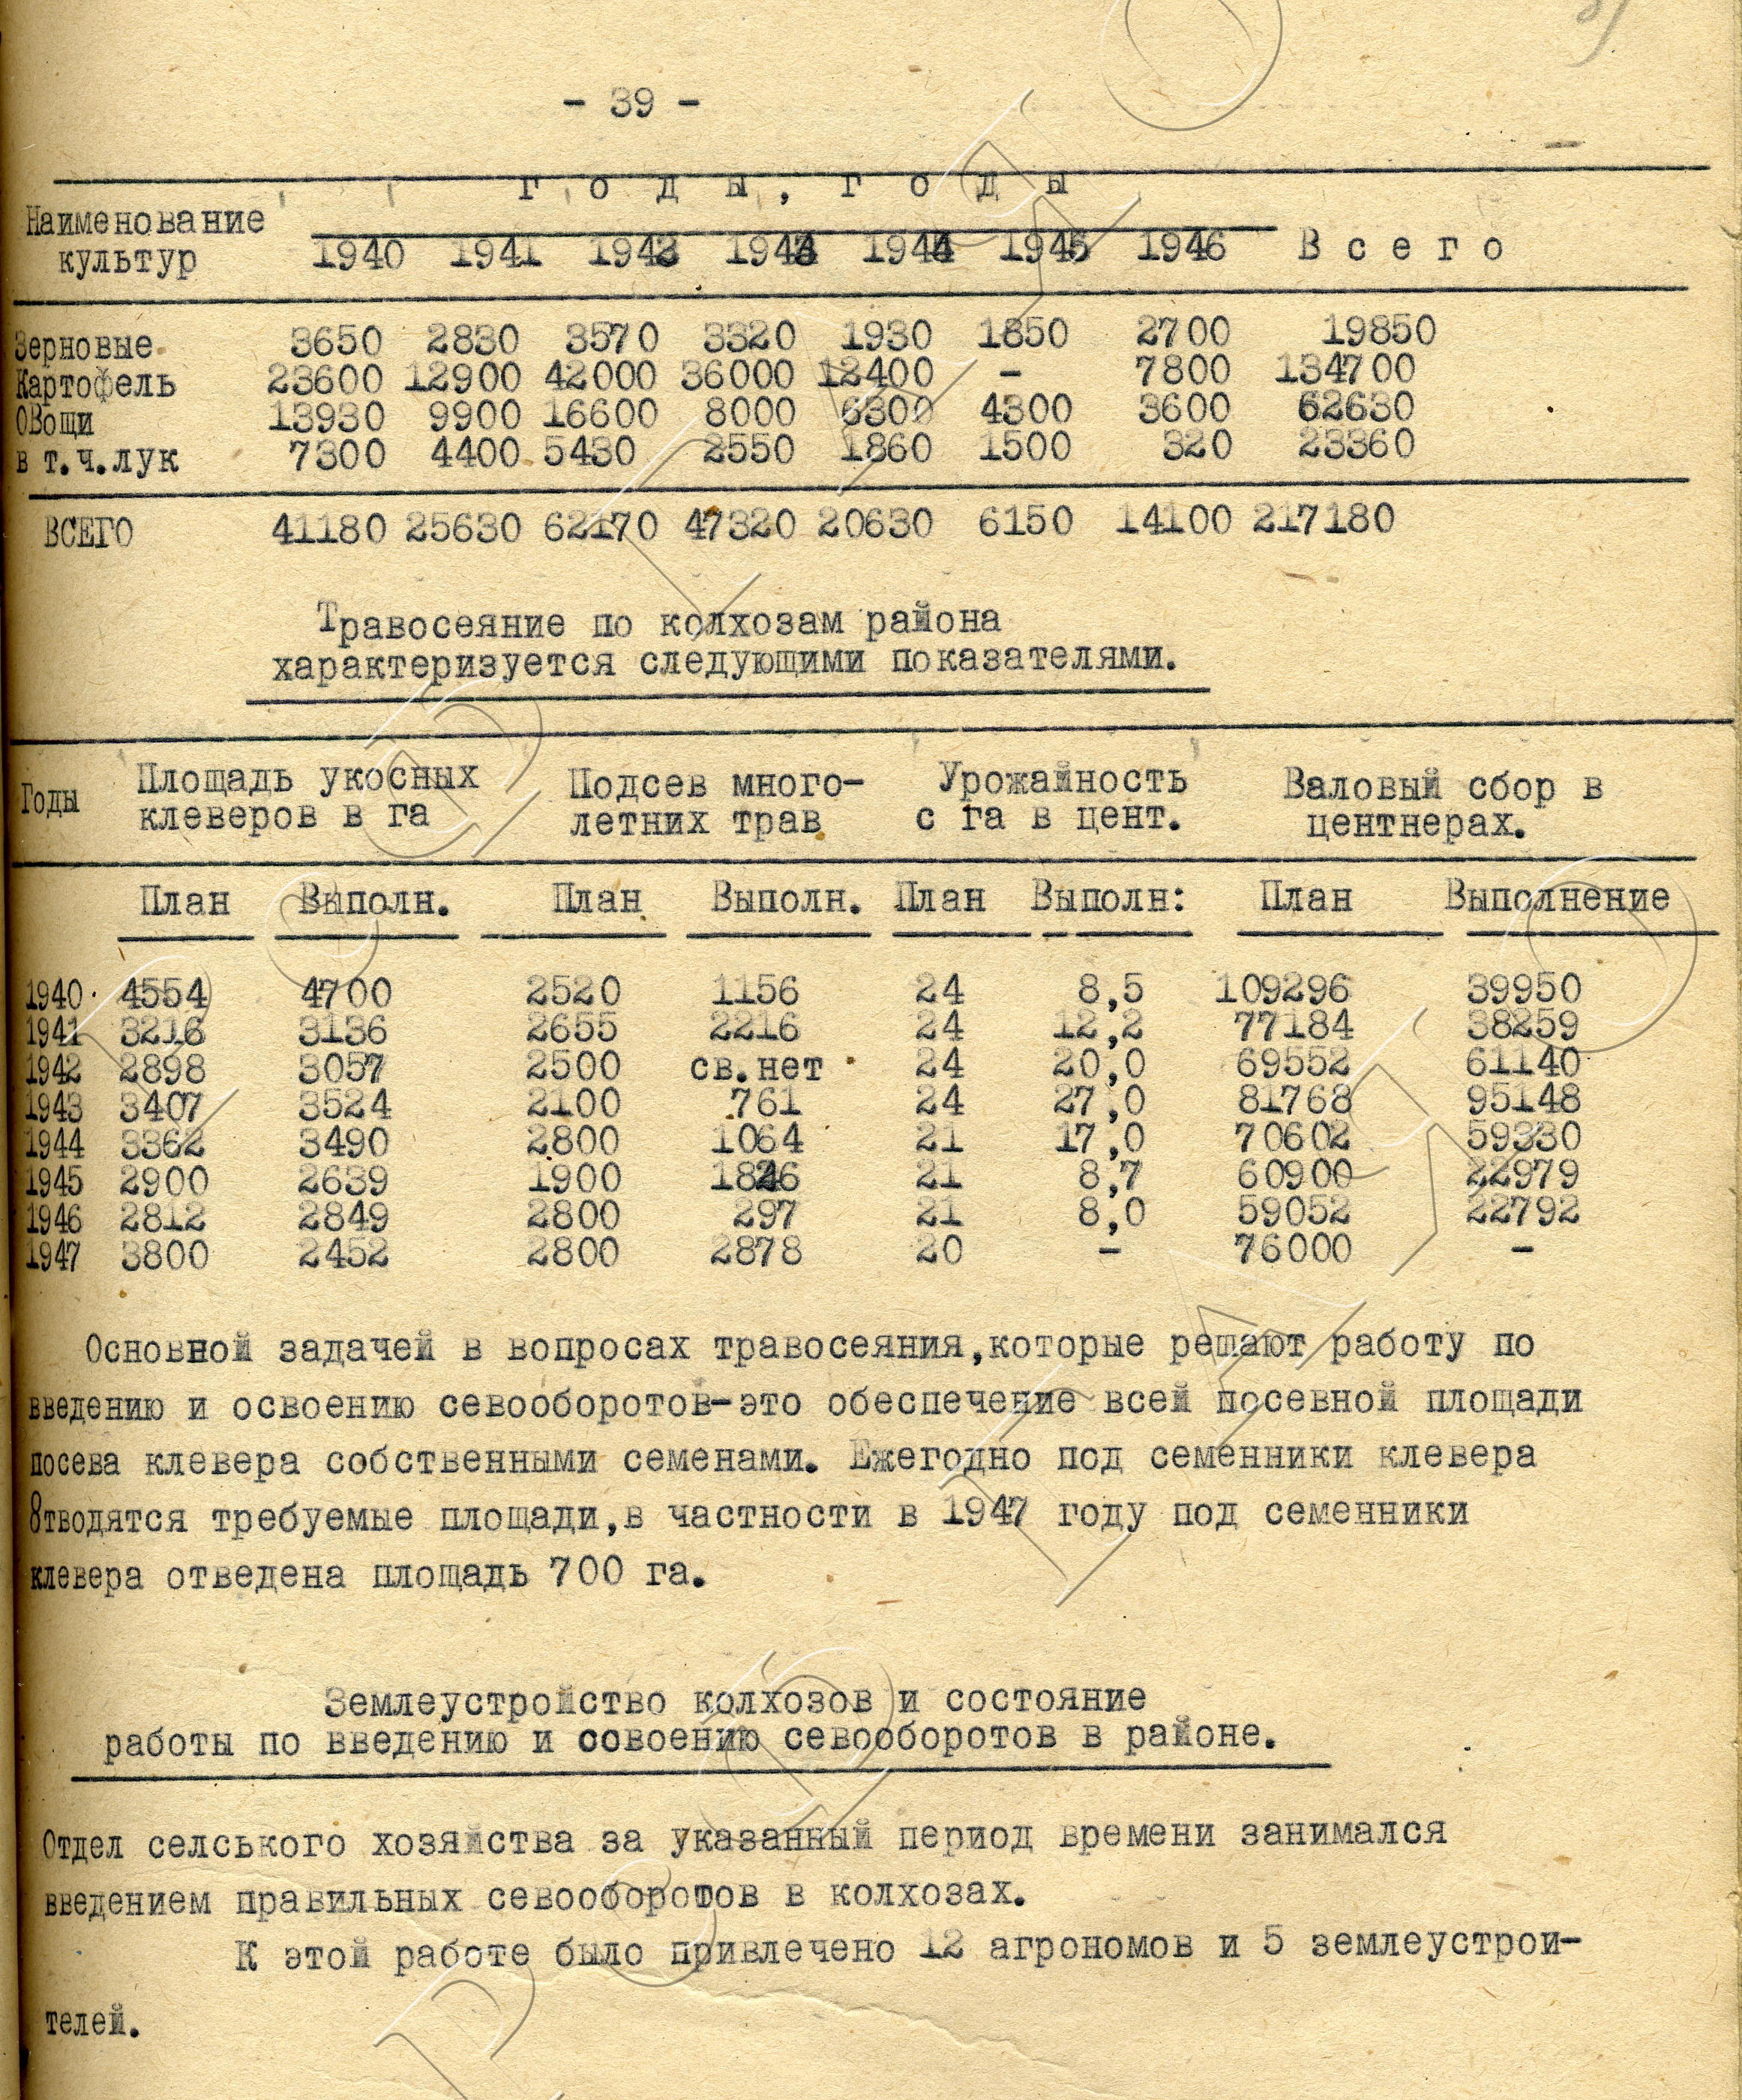 - 39 -
г о д ы , г о д ы
Наименование
культур
1940 1941 1942 1943 1944 1945 1946 В с е г о
Зерновые 3650 2830 3570 3320 1930 1850 2700 19850
Картофель 23600 12900 42000 36000 12400 - 7800 134700
ОВощи 13930 9900 16600 8000 6300 4300 3600 62630
в т.ч.лук 7300 4400 5430 2550 1860 1500 320 23360
ВСЕГО 41180 25630 62170 47320 20630 6150 14100 217180
Травосеяние по колхозам района
характеризуется следующими показателями.
Годы Площадь укосных Подсев много- Урожайность Валовый сбор в
клеверов в га летних трав с га в цент. центнерах.
План Выполн. План Выполн. План Выполн: План Выполнение
1940 4554 4700 2520 1156 24 8,5 109296 39950
1941 3216 3136 2655 2216 24 12,2 77184 38259
1942 2898 3057 2500 св.нет 24 20,0 69552 61140
1943 3407 3524 2100 761 24 27,0 81768 95148
1944 3362 3490 2800 1064 21 17,0 70602 59330
1945 2900 2639 1900 21 8,7 60900 22979
1946 2812 2849 2800 297 21 8,0 59052 22792
1947 3800 2452 2800 2878 20 - 76000 -
Основной задачей в вопросах травосеяния,которые решают работу по
введению и освоению севооборотов-это обеспечение всей посевной площади
посева клевера собственными семенами. Ежегодно под семенники клевера
8тводятся требуемые площади,в частности в 1947 году под семенники
клевера отведена площадь 700 га.
Землеустройство колхозов и состояние
работы по введению и совоению севооборотов в районе.
Отдел селського хозяйства за указанный период времени занимался
введением правильных севооборотов в колхозах.
К этой работе было привлечено 12 агрономов и 5 землеустрои-
телей.